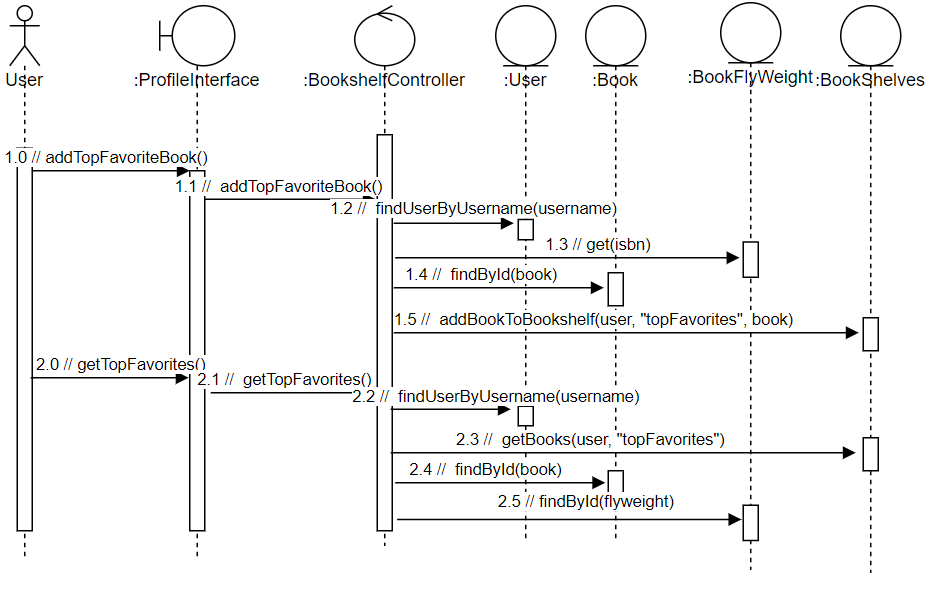 User
:ProfileInterface
:BookshelfController
:User
:Book
:BookFlyWeight
:BookShelves
1.0 // addTopFavoriteBook()
1.1 // addTopFavoriteBook()
1.2 // findUserByUsername(username)
1.3 // get(isbn)
1.4 // findById(book)
1.5 // addBookToBookshelf(user, "topFavorites", book)
2.0 // getTopFavorites()
2.1 // getTopFavorites()
2.2 // findUserByUsername(username)
2.3 // getBooks(user, "topFavorites")
2.4 // findById(book)
2.5 // findById(flyweight)